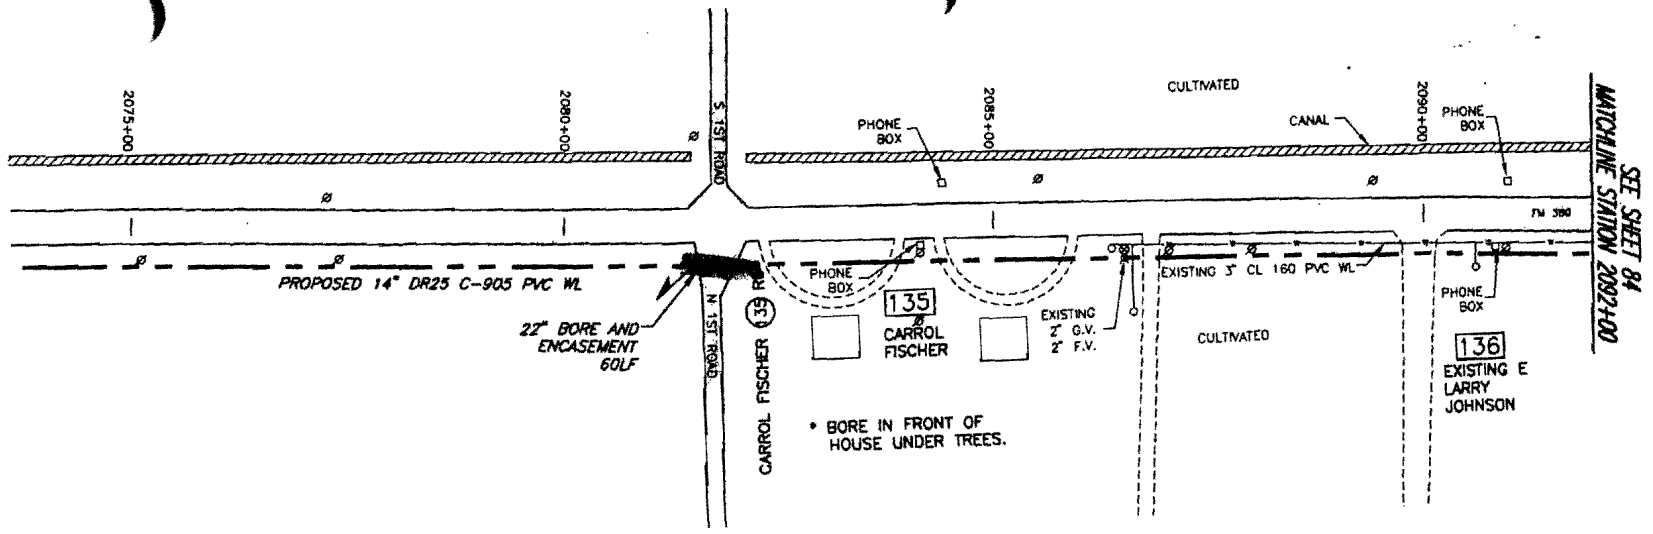 2075+00
2080+00
S 1ST ROAD
PHONE
BOX
2085+00
CULTIVATED
CANAL
2090+00
PHONE
BOX
SEE SHEET 84
MATCHLINE STATION 2092+00
FM 380
PROPOSED 14" DR25 C-905 PVC WL
22" BORE AND
ENCASEMENT
60LF
N 1ST ROAD
CARROL FISCHER 135 R
PHONE
BOX
135
CARROL
FISCHER
EXISTING
2" G.V.
2" F.V.
EXISTING 3" CL 160 PVC WL
CULTIVATED
PHONE
BOX
136
EXISTING E
LARRY
JOHNSON
* BORE IN FRONT OF
HOUSE UNDER TREES.